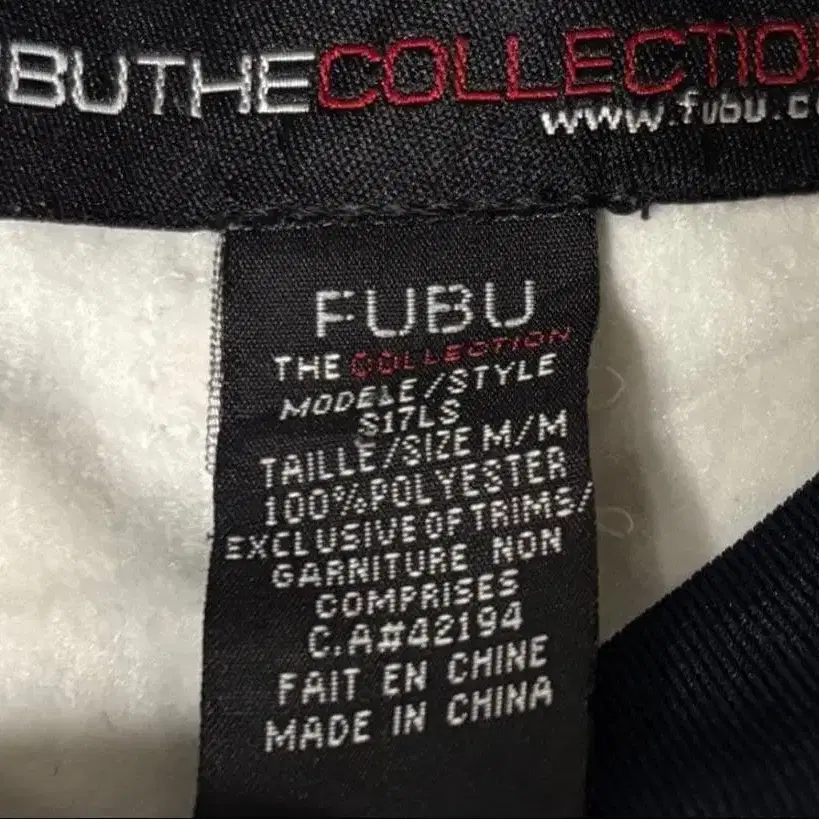 BUTHECOLLECTIO
www.fubu.c
FUBU
THE COLLECTION
MODELE/STYLE
S17LS
TAILLE/SIZE M/M
100%POLYESTER
EXCLUSIVE OF TRIMS/
GARNITURE NON
COMPRISES
C.A#42194
FAIT EN CHINE
MADE IN CHINA